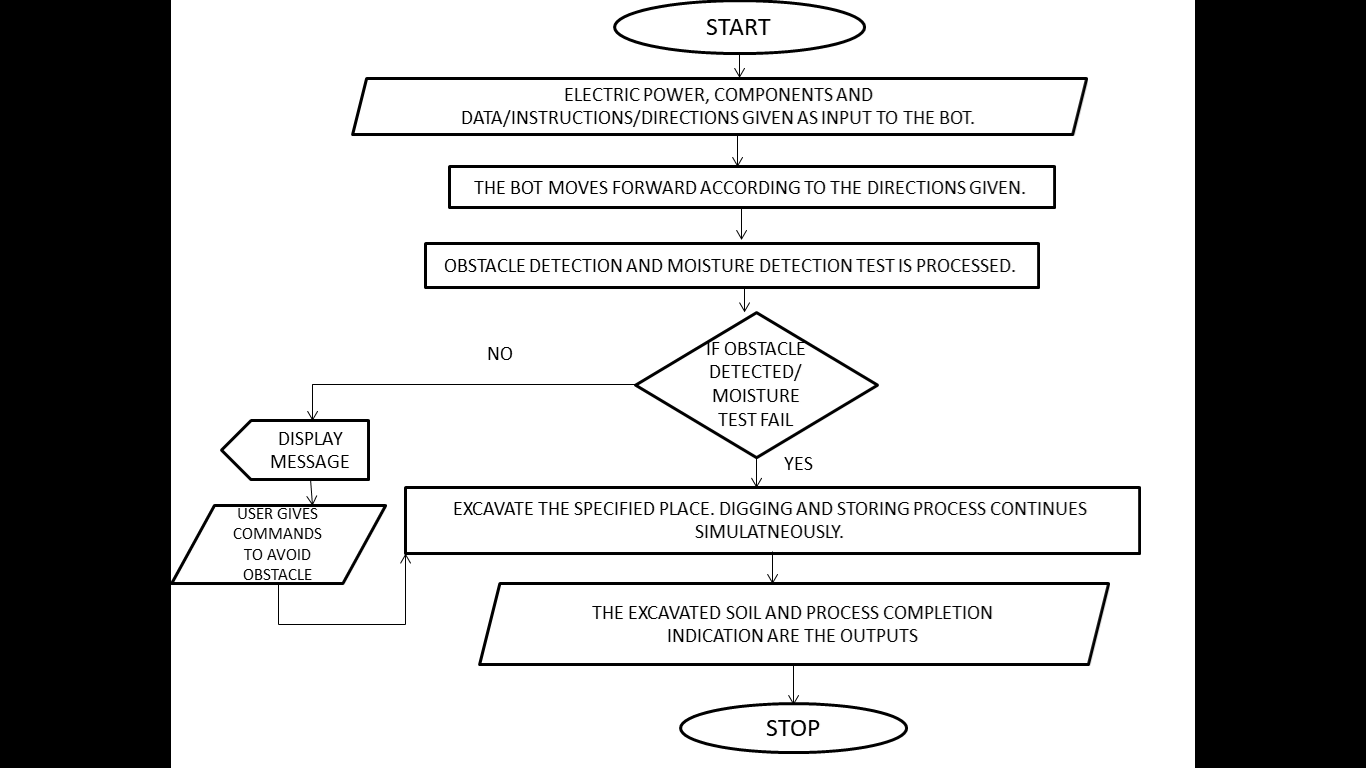 START
ELECTRIC POWER, COMPONENTS AND
DATA/INSTRUCTIONS/DIRECTIONS GIVEN AS INPUT TO THE BOT.
THE BOT MOVES FORWARD ACCORDING TO THE DIRECTIONS GIVEN.
OBSTACLE DETECTION AND MOISTURE DETECTION TEST IS PROCESSED.
IF OBSTACLE
DETECTED/
MOISTURE
TEST FAIL
NO
YES
DISPLAY
MESSAGE
USER GIVES
COMMANDS
TO AVOID
OBSTACLE
EXCAVATE THE SPECIFIED PLACE. DIGGING AND STORING PROCESS CONTINUES
SIMULATNEOUSLY.
THE EXCAVATED SOIL AND PROCESS COMPLETION
INDICATION ARE THE OUTPUTS
STOP